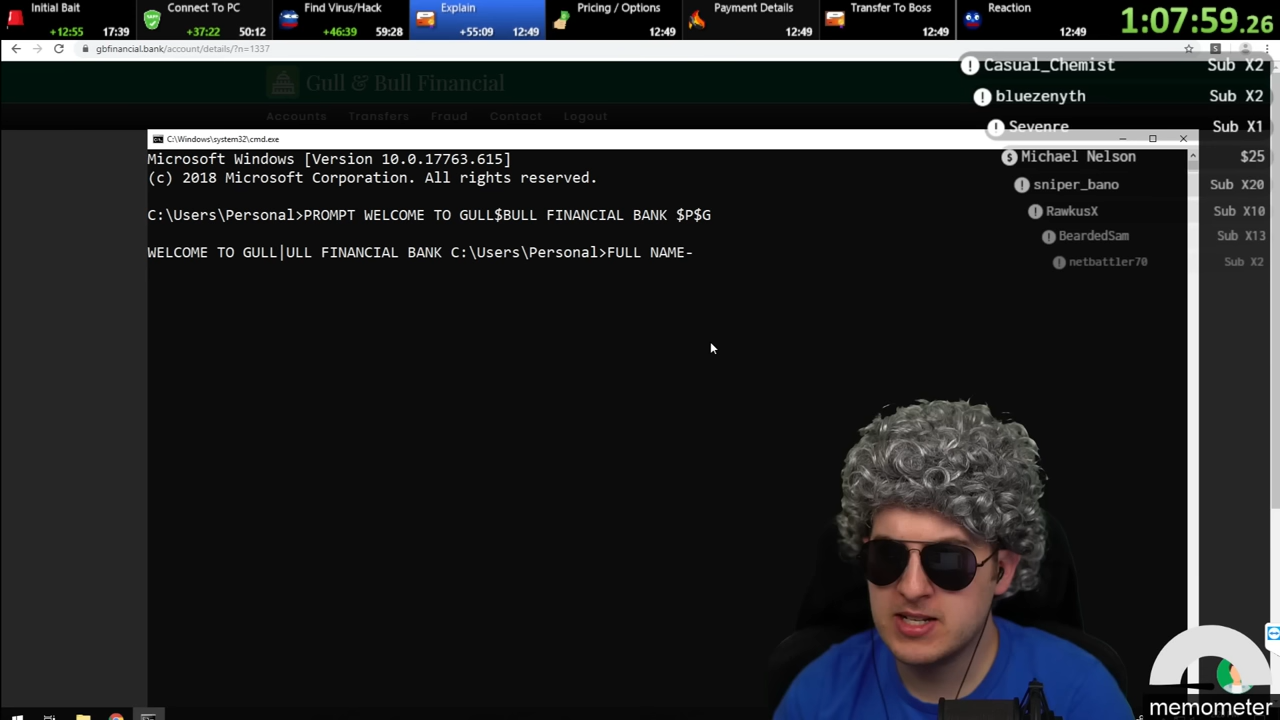 Initial Bait
+12:55 17:39
Connect To PC
+37:22 50:12
Find Virus/Hack
+46:39 59:28
Explain
+55:09 12:49
Pricing / Options
12:49
Payment Details
12:49
Transfer To Boss
12:49
Reaction
12:49
1:07:59.26
gbfinancial.bank/account/details/?n=1337
Gull & Bull Financial
Accounts Transfers Fraud Contact Logout
Casual_Chemist Sub X2
bluezenyth Sub X2
Sevenre Sub X1
Michael Nelson $25
sniper_bano Sub X20
RawkusX Sub X10
BeardedSam Sub X13
netbattler70 Sub X2
C:\Windows\system32\cmd.exe
Microsoft Windows [Version 10.0.17763.615]
(c) 2018 Microsoft Corporation. All rights reserved.
C:\Users\Personal>PROMPT WELCOME TO GULL$BULL FINANCIAL BANK $P$G
WELCOME TO GULL|ULL FINANCIAL BANK C:\Users\Personal>FULL NAME-
memometer